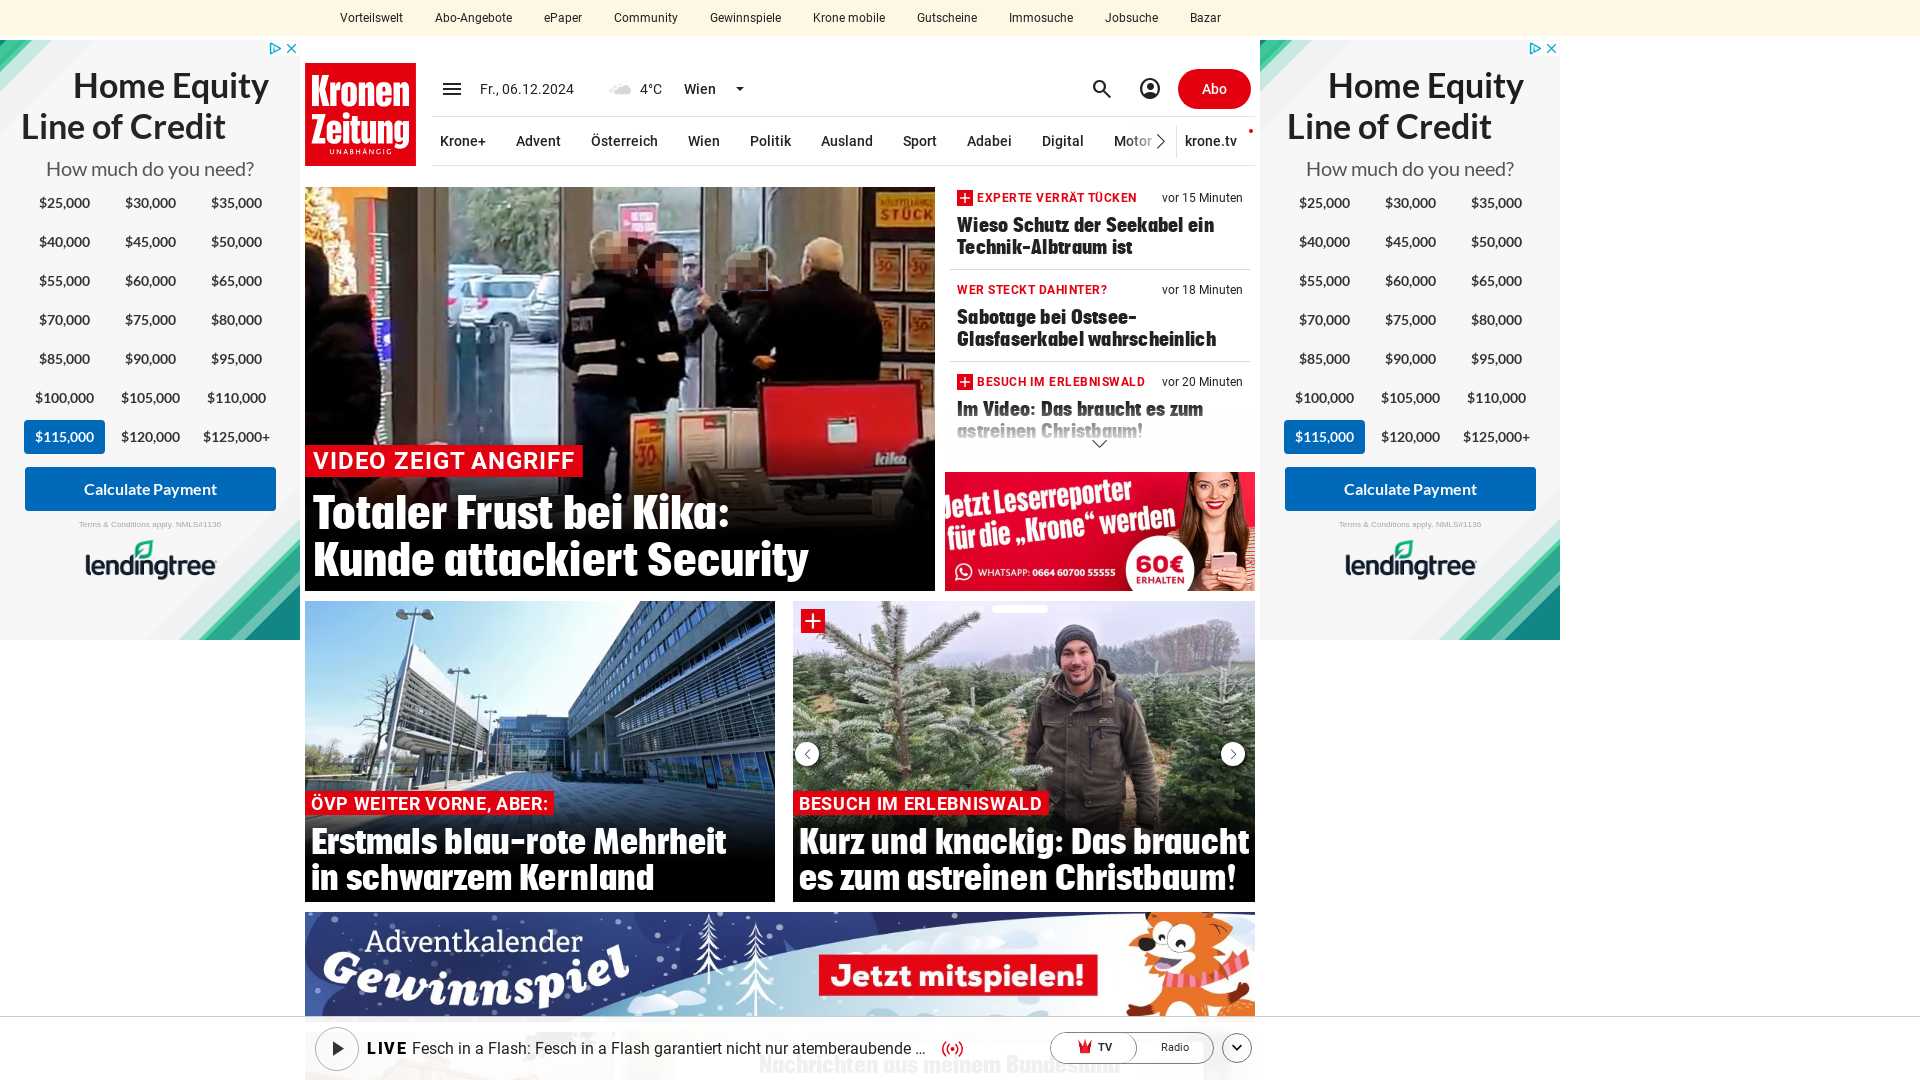 Vorteilswelt
Abo-Angebote
ePaper
Community
Gewinnspiele
Krone mobile
Gutscheine
Immosuche
Jobsuche
Bazar
Home Equity
Line of Credit
How much do you need?
$25,000 $30,000 $35,000
$40,000 $45,000 $50,000
$55,000 $60,000 $65,000
$70,000 $75,000 $80,000
$85,000 $90,000 $95,000
$100,000 $105,000 $110,000
$115,000 $120,000 $125,000+
Calculate Payment
Terms & Conditions apply. NMLS#1136
lendingtree
Kronen
Zeitung
UNABHÄNGIG
Fr., 06.12.2024
4°C
Wien
Abo
Krone+
Advent
Österreich
Wien
Politik
Ausland
Sport
Adabei
Digital
Motor
krone.tv
STÜCK
kika
VIDEO ZEIGT ANGRIFF
Totaler Frust bei Kika:
Kunde attackiert Security
EXPERTE VERRÄT TÜCKEN vor 15 Minuten
Wieso Schutz der Seekabel ein
Technik-Albtraum ist
WER STECKT DAHINTER? vor 18 Minuten
Sabotage bei Ostsee-
Glasfaserkabel wahrscheinlich
BESUCH IM ERLEBNISWALD vor 20 Minuten
Im Video: Das braucht es zum
astreinen Christbaum!
Jetzt Leserreporter
für die „Krone“ werden
WHATSAPP: 0664 60700 55555
60€
ERHALTEN
ÖVP WEITER VORNE, ABER:
Erstmals blau-rote Mehrheit
in schwarzem Kernland
BESUCH IM ERLEBNISWALD
Kurz und knackig: Das braucht
es zum astreinen Christbaum!
Adventkalender
Gewinnspiel
Jetzt mitspielen!
LIVE Fesch in a Flash: Fesch in a Flash garantiert nicht nur atemberaubende ...
TV
Radio
Nachrichten aus meinem Bundesland
Home Equity
Line of Credit
How much do you need?
$25,000 $30,000 $35,000
$40,000 $45,000 $50,000
$55,000 $60,000 $65,000
$70,000 $75,000 $80,000
$85,000 $90,000 $95,000
$100,000 $105,000 $110,000
$115,000 $120,000 $125,000+
Calculate Payment
Terms & Conditions apply. NMLS#1136
lendingtree